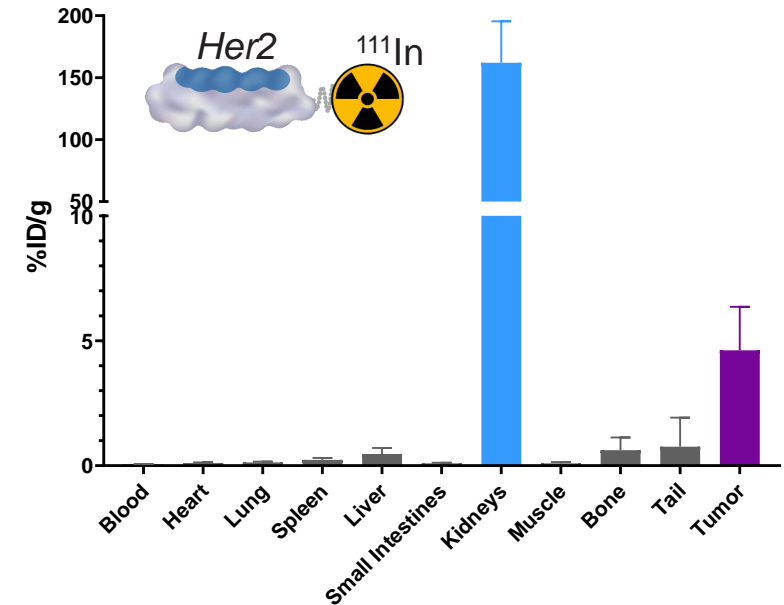 Her2
¹¹¹In
%ID/g
200
150
100
50
10
5
0
Blood
Heart
Lung
Spleen
Liver
Small Intestines
Kidneys
Muscle
Bone
Tail
Tumor